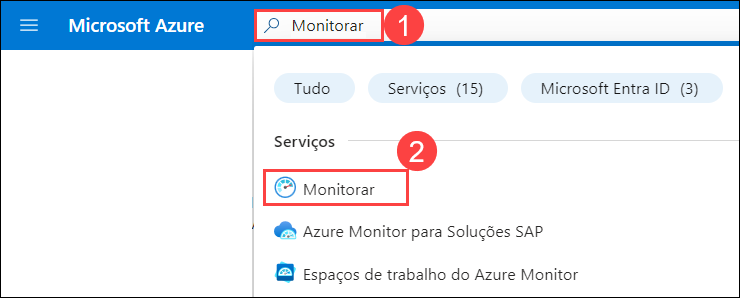 Microsoft Azure Monitorar 1
Tudo Serviços (15) Microsoft Entra ID (3)
Serviços
2
Monitorar
Azure Monitor para Soluções SAP
Espaços de trabalho do Azure Monitor